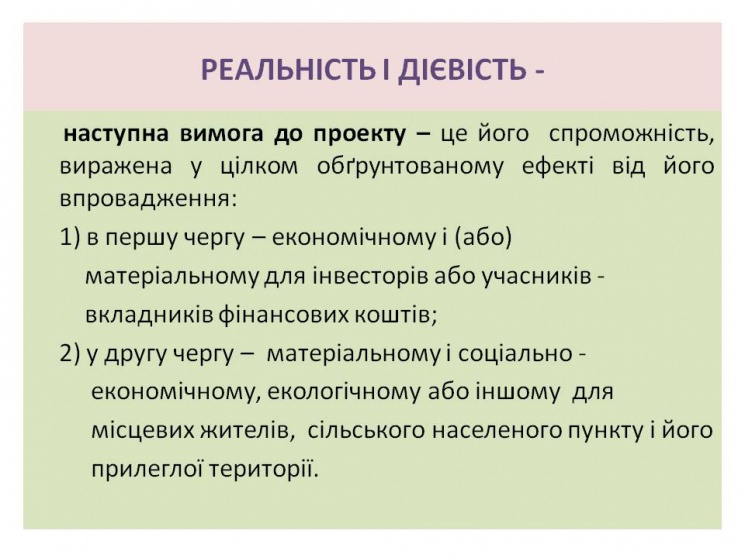 РЕАЛЬНІСТЬ І ДІЄВІСТЬ -
наступна вимога до проекту – це його спроможність,
виражена у цілком обґрунтованому ефекті від його
впровадження:
1) в першу чергу – економічному і (або)
матеріальному для інвесторів або учасників -
вкладників фінансових коштів;
2) у другу чергу – матеріальному і соціально -
економічному, екологічному або іншому для
місцевих жителів, сільського населеного пункту і його
прилеглої території.